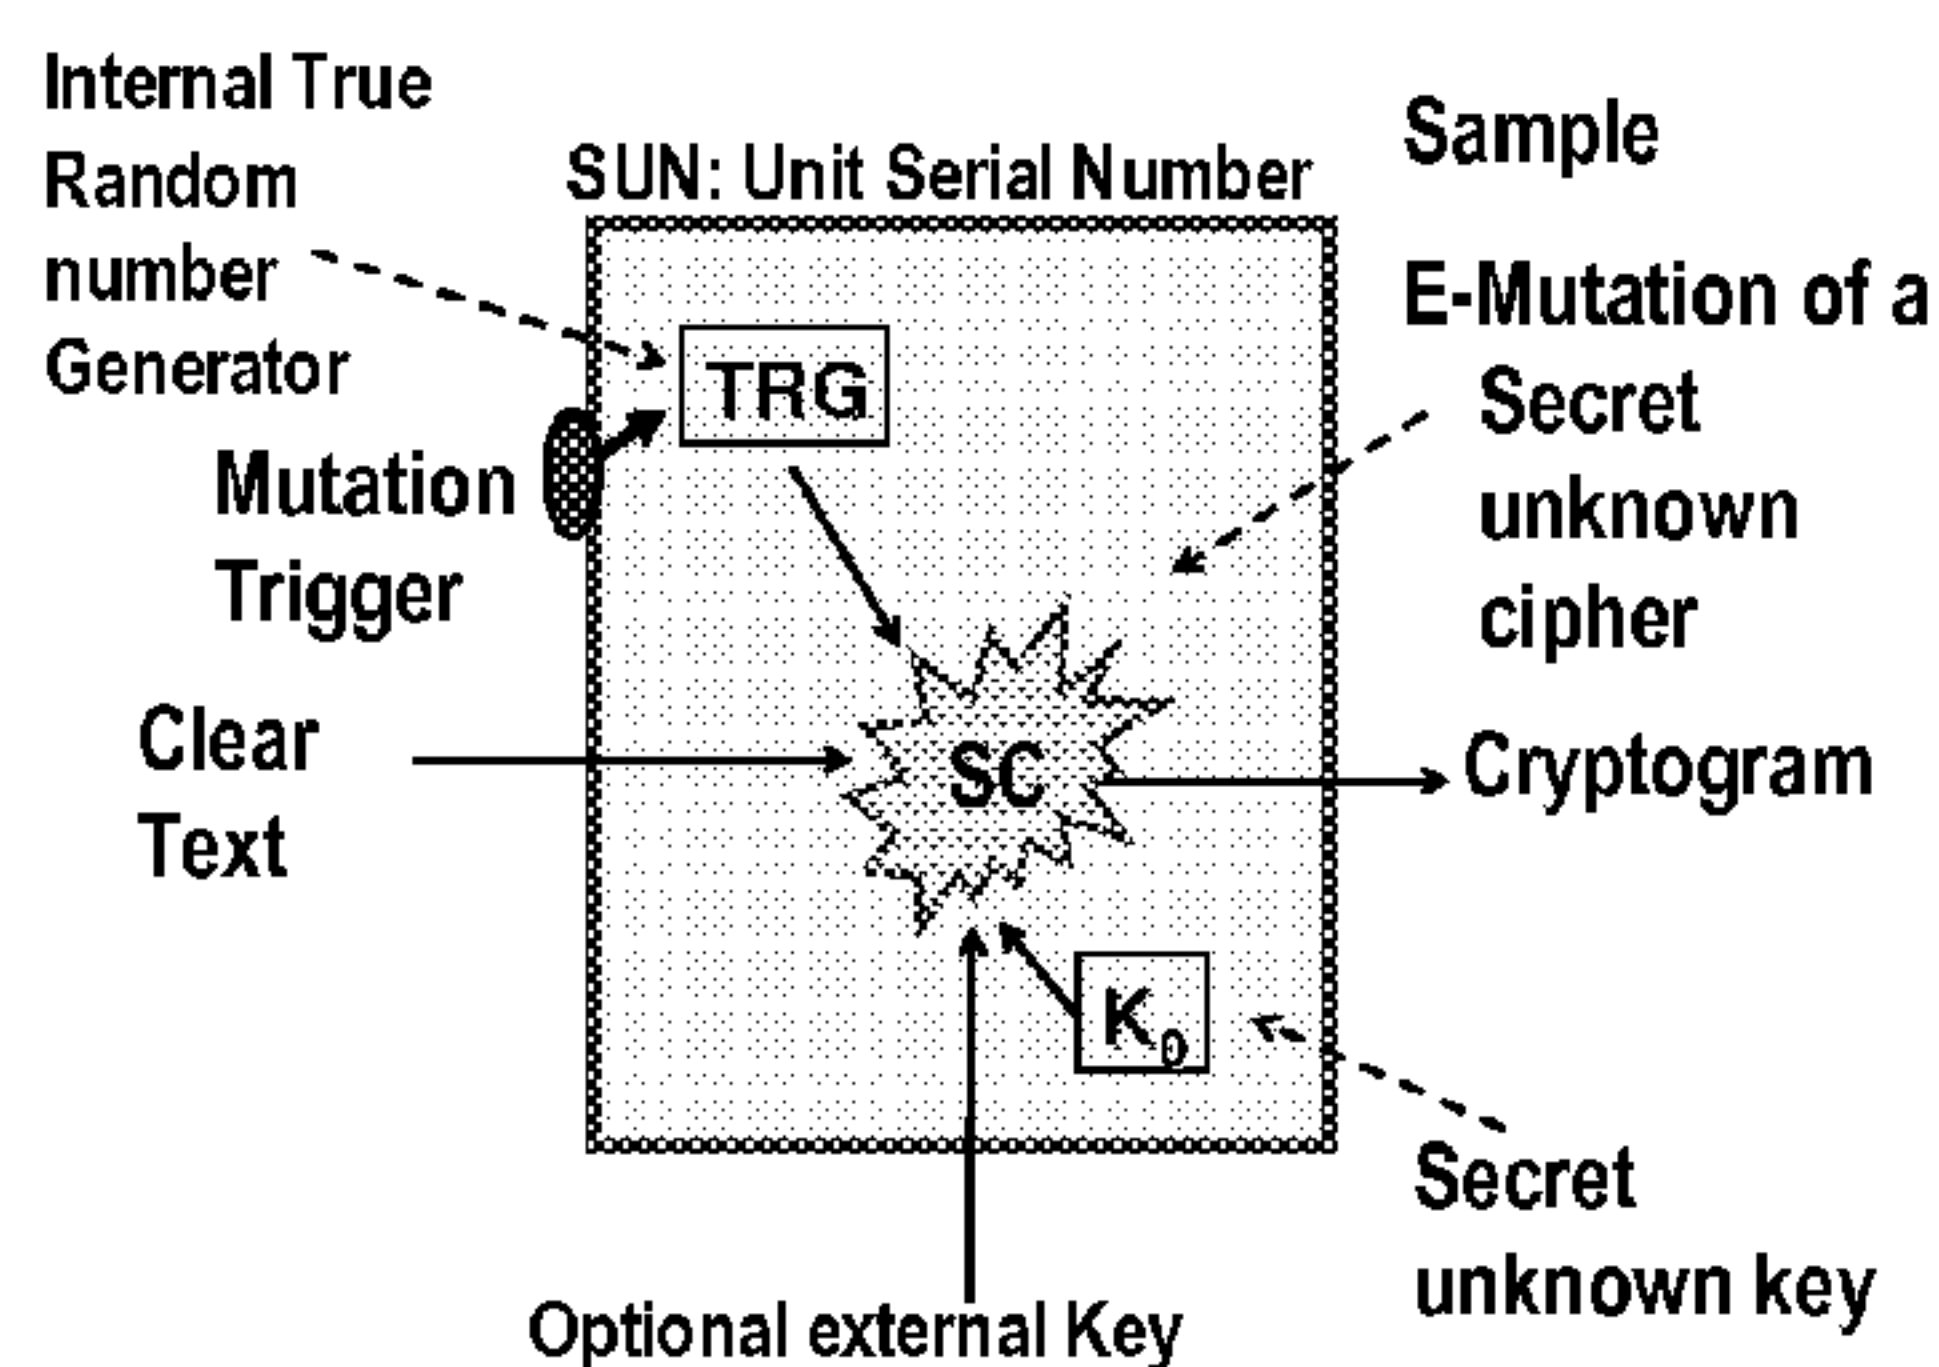 Internal True
Random
number
Generator
SUN: Unit Serial Number
Sample
E-Mutation of a
Secret
unknown
cipher
TRG
Mutation
Trigger
Clear
Text
SC
Cryptogram
K0
Secret
unknown key
Optional external Key